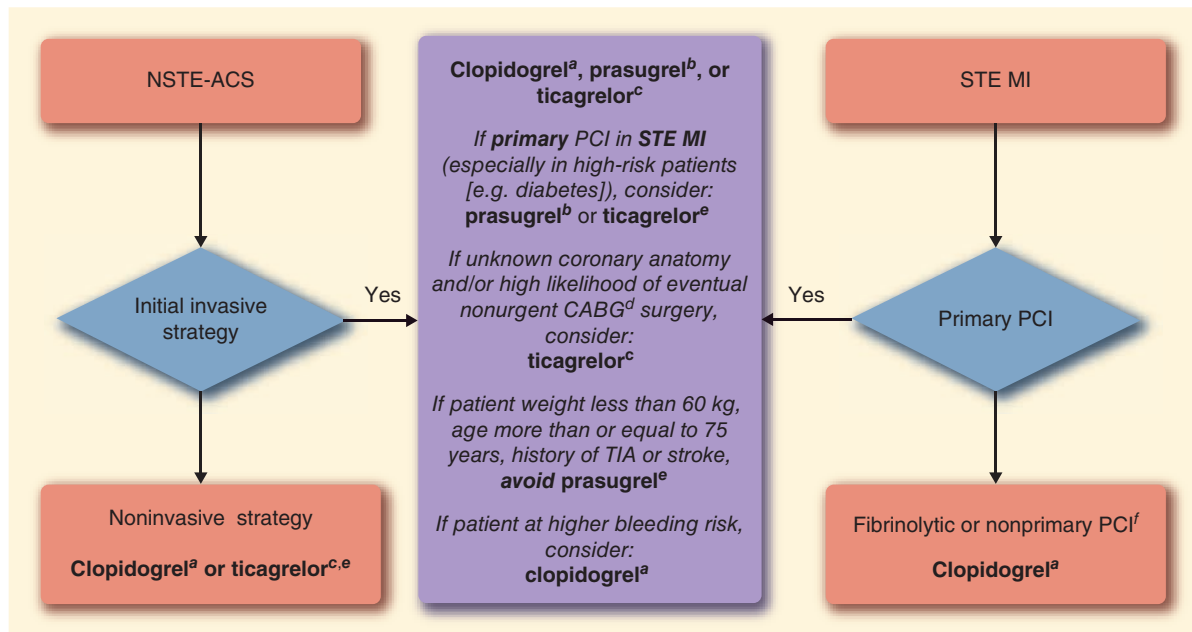 NSTE-ACS
Initial invasive
strategy
Yes
Noninvasive strategy
Clopidogrelᵃ or ticagrelorᶜ,ᵉ
Clopidogrelᵃ, prasugrelᵇ, or
ticagrelorᶜ
If primary PCI in STE MI
(especially in high-risk patients
[e.g. diabetes]), consider:
prasugrelᵇ or ticagrelorᵉ
If unknown coronary anatomy
and/or high likelihood of eventual
nonurgent CABGᵈ surgery,
consider:
ticagrelorᶜ
If patient weight less than 60 kg,
age more than or equal to 75
years, history of TIA or stroke,
avoid prasugrelᵉ
If patient at higher bleeding risk,
consider:
clopidogrelᵃ
STE MI
Yes
Primary PCI
Fibrinolytic or nonprimary PCIᶠ
Clopidogrelᵃ